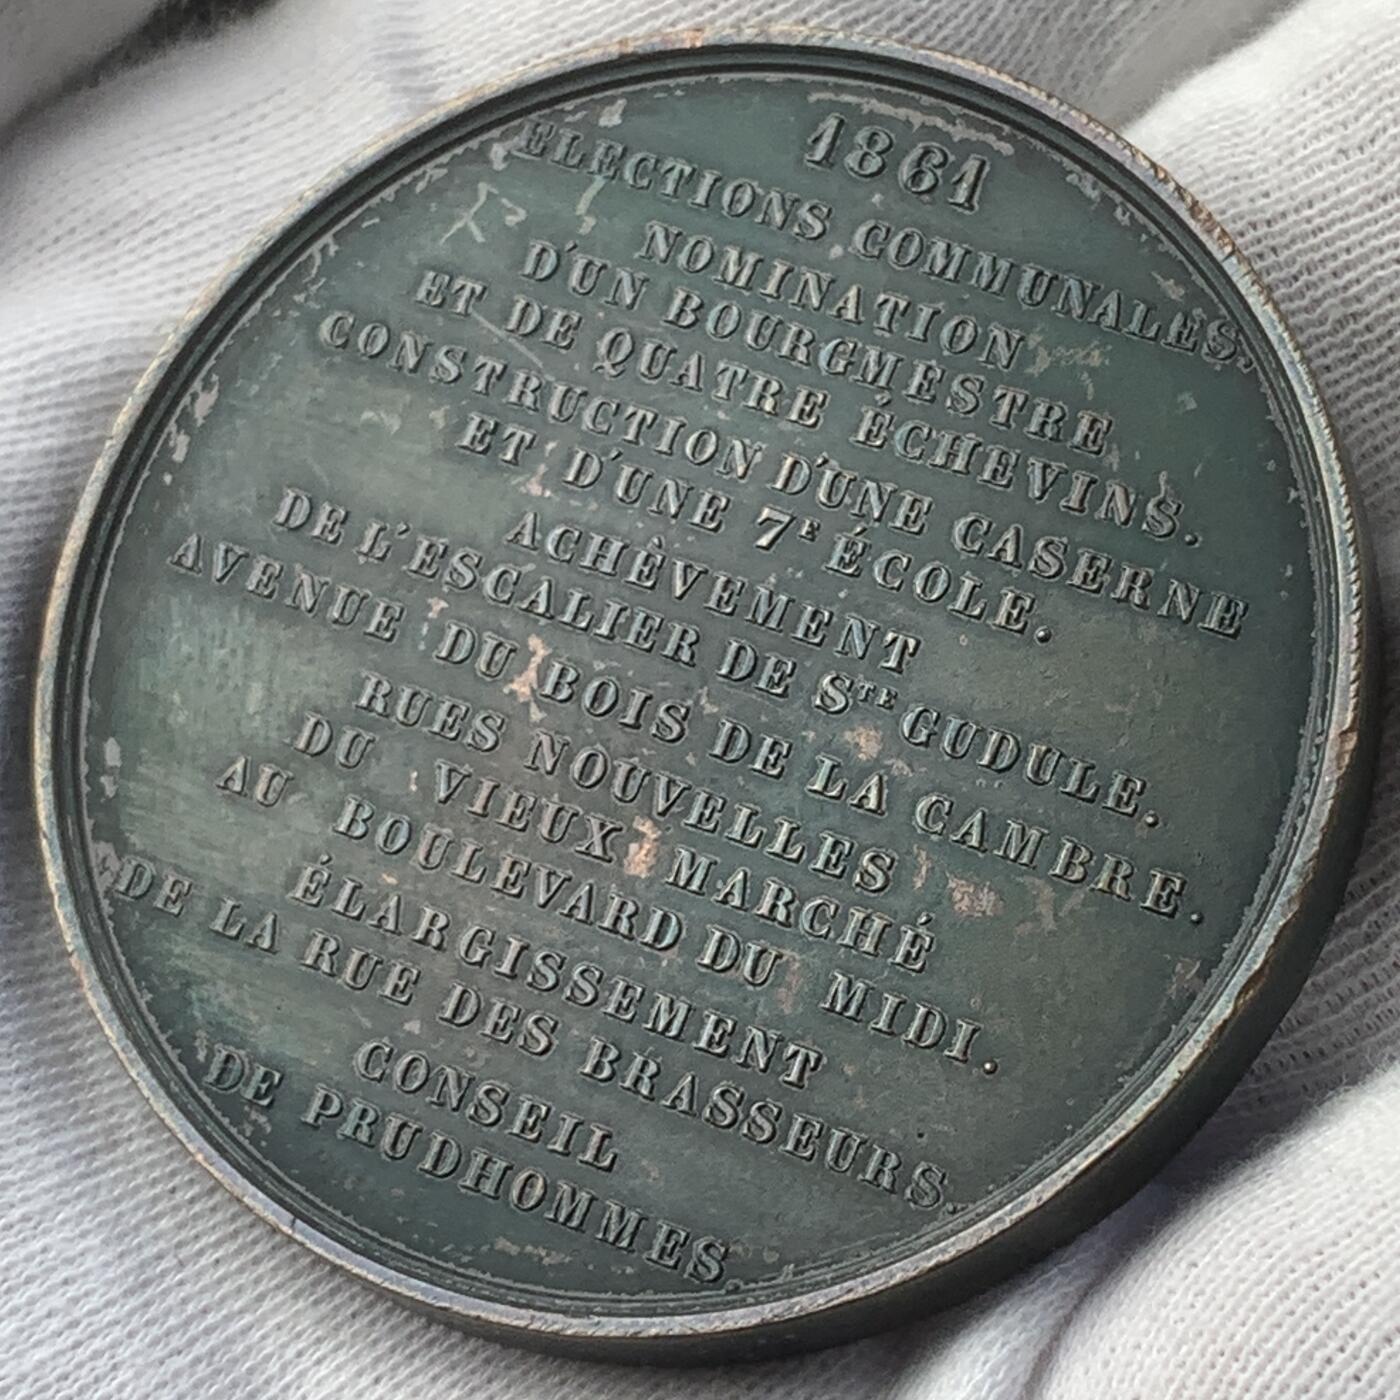 1861
ELECTIONS COMMUNALES.
NOMINATION
D'UN BOURGMESTRE
ET DE QUATRE ÉCHEVINS.
CONSTRUCTION D'UNE CASERNE
ET D'UNE 7E ÉCOLE.
ACHÈVEMENT
DE L'ESCALIER DE STE GUDULE.
AVENUE DU BOIS DE LA CAMBRE.
RUES NOUVELLES
DU VIEUX MARCHÉ
AU BOULEVARD DU MIDI.
ÉLARGISSEMENT
DE LA RUE DES BRASSEURS.
CONSEIL
DE PRUDHOMMES.